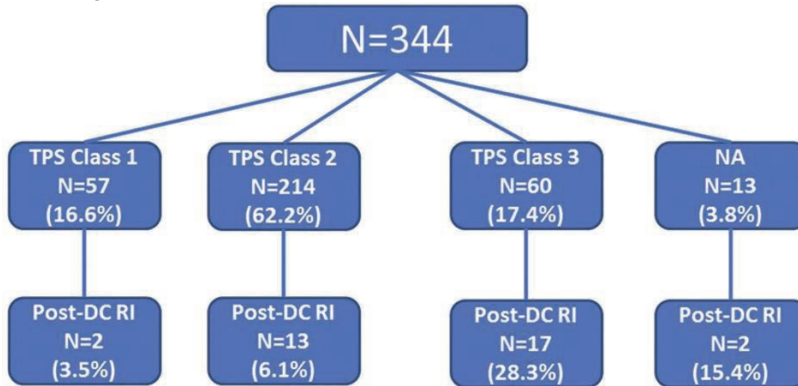 N=344
TPS Class 1
N=57
(16.6%)
TPS Class 2
N=214
(62.2%)
TPS Class 3
N=60
(17.4%)
NA
N=13
(3.8%)
Post-DC RI
N=2
(3.5%)
Post-DC RI
N=13
(6.1%)
Post-DC RI
N=17
(28.3%)
Post-DC RI
N=2
(15.4%)